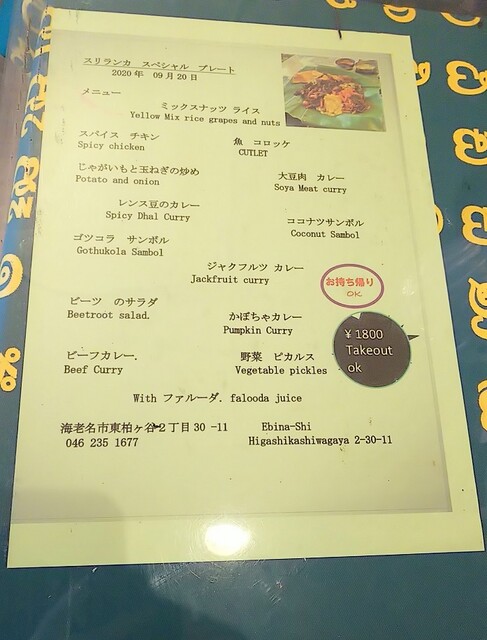 スリランカ スペシャル プレート
2020年 09月20日
メニュー
ミックスナッツ ライス
Yellow Mix rice grapes and nuts
スパイス チキン
Spicy chicken
魚 コロッケ
CUTLET
じゃがいもと玉ねぎの炒め
Potato and onion
大豆肉 カレー
Soya Meat curry
レンス豆のカレー
Spicy Dhal Curry
ココナツサンボル
Coconut Sambol
ゴツコラ サンボル
Gothukola Sambol
ジャクフルツ カレー
Jackfruit curry
お持ち帰り
OK
ビーツ のサラダ
Beetroot salad.
かぼちゃカレー
Pumpkin Curry
¥1800
Takeout
ok
ビーフカレー.
Beef Curry
野菜 ピカルス
Vegetable pickles
With ファルーダ. falooda juice
海老名市東柏ヶ谷2丁目30-11
046 235 1677
Ebina-Shi
Higashikashiwagaya 2-30-11